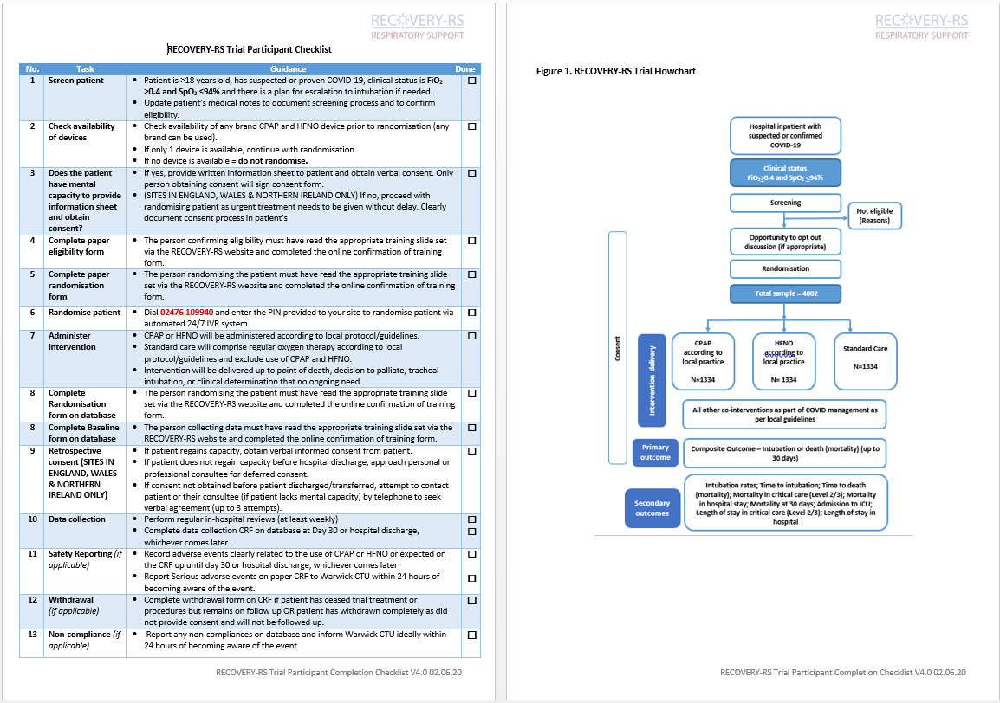 RECOVERY-RS
RESPIRATORY SUPPORT
RECOVERY-RS Trial Participant Checklist
No. Task Guidance Done
1 Screen patient
• Patient is >18 years old, has suspected or proven COVID-19, clinical status is FiO₂
≥0.4 and SpO₂ ≤94% and there is a plan for escalation to intubation if needed.
• Update patient's medical notes to document screening process and to confirm
eligibility.
2 Check availability
of devices
• Check availability of any brand CPAP and HFNO device prior to randomisation (any
brand can be used).
• If only 1 device is available, continue with randomisation.
• If no device is available = do not randomise.
3 Does the patient
have mental
capacity to provide
information sheet
and obtain
consent?
• If yes, provide written information sheet to patient and obtain verbal consent. Only
person obtaining consent will sign consent form.
• (SITES IN ENGLAND, WALES & NORTHERN IRELAND ONLY) If no, proceed with
randomising patient as urgent treatment needs to be given without delay. Clearly
document consent process in patient's
4 Complete paper
eligibility form
• The person confirming eligibility must have read the appropriate training slide set
via the RECOVERY-RS website and completed the online confirmation of training
form.
5 Complete paper
randomisation
form
• The person randomising the patient must have read the appropriate training slide
set via the RECOVERY-RS website and completed the online confirmation of training
form.
6 Randomise patient
• Dial 02476 109940 and enter the PIN provided to your site to randomise patient via
automated 24/7 IVR system.
7 Administer
intervention
• CPAP or HFNO will be administered according to local protocol/guidelines.
• Standard care will comprise regular oxygen therapy according to local
protocol/guidelines and exclude use of CPAP and HFNO.
• Intervention will be delivered up to point of death, decision to palliate, tracheal
intubation, or clinical determination that no ongoing need.
8 Complete
Randomisation
form on database
• The person randomising the patient must have read the appropriate training slide
set via the RECOVERY-RS website and completed the online confirmation of training
form.
8 Complete Baseline
form on database
• The person collecting data must have read the appropriate training slide set via the
RECOVERY-RS website and completed the online confirmation of training form.
9 Retrospective
consent (SITES IN
ENGLAND, WALES
& NORTHERN
IRELAND ONLY)
• If patient regains capacity, obtain verbal informed consent from patient.
• If patient does not regain capacity before hospital discharge, approach personal or
professional consultee for deferred consent.
• If consent not obtained before patient discharged/transferred, attempt to contact
patient or their consultee (if patient lacks mental capacity) by telephone to seek
verbal agreement (up to 3 attempts).
10 Data collection
• Perform regular in-hospital reviews (at least weekly)
• Complete data collection CRF on database at Day 30 or hospital discharge,
whichever comes later.
11 Safety Reporting (if
applicable)
• Record adverse events clearly related to the use of CPAP or HFNO or expected on
the CRF up until day 30 or hospital discharge, whichever comes later
• Report Serious adverse events on paper CRF to Warwick CTU within 24 hours of
becoming aware of the event.
12 Withdrawal
(if applicable)
• Complete withdrawal form on CRF if patient has ceased trial treatment or
procedures but remains on follow up OR patient has withdrawn completely as did
not provide consent and will not be followed up.
13 Non-compliance (if
applicable)
• Report any non-compliances on database and inform Warwick CTU ideally within
24 hours of becoming aware of the event
RECOVERY-RS Trial Participant Completion Checklist V4.0 02.06.20
RECOVERY-RS
RESPIRATORY SUPPORT
Figure 1. RECOVERY-RS Trial Flowchart
Hospital inpatient with
suspected or confirmed
COVID-19
Clinical status
FiO₂≥0.4 and SpO₂ ≤94%
Screening
Not eligible
(Reasons)
Opportunity to opt out
discussion (if appropriate)
Randomisation
Total sample = 4002
Consent
Intervention delivery
CPAP
according to
local practice
N=1334
HFNO
according to
local practice
N= 1334
Standard Care
N=1334
All other co-interventions as part of COVID management as
per local guidelines
Primary
outcome
Composite Outcome – Intubation or death (mortality) (up to
30 days)
Secondary
outcomes
Intubation rates; Time to intubation; Time to death
(mortality); Mortality in critical care (Level 2/3); Mortality
in hospital stay; Mortality at 30 days; Admission to ICU;
Length of stay in critical care (Level 2/3); Length of stay in
hospital
RECOVERY-RS Trial Participant Completion Checklist V4.0 02.06.20